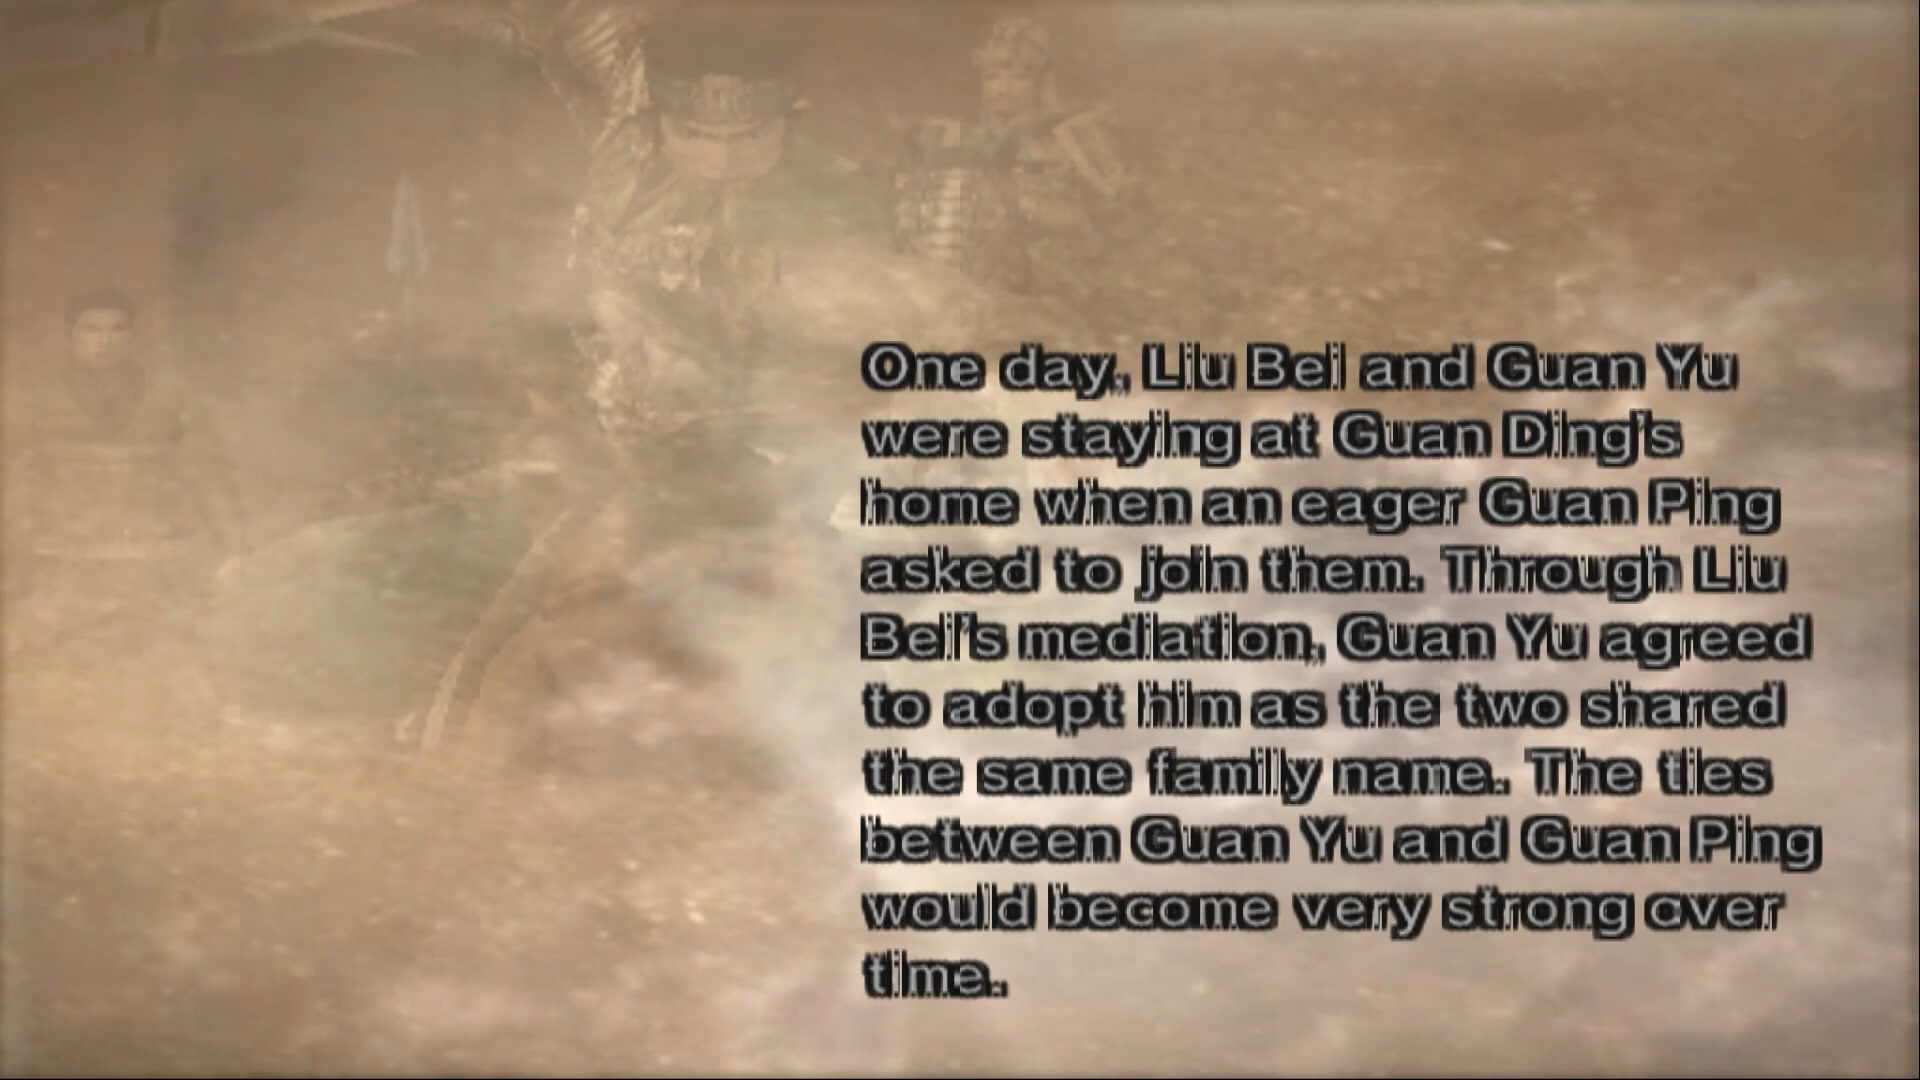 One day, Liu Bei and Guan Yu
were staying at Guan Ding's
home when an eager Guan Ping
asked to join them. Through Liu
Bei's mediation, Guan Yu agreed
to adopt him as the two shared
the same family name. The ties
between Guan Yu and Guan Ping
would become very strong over
time.